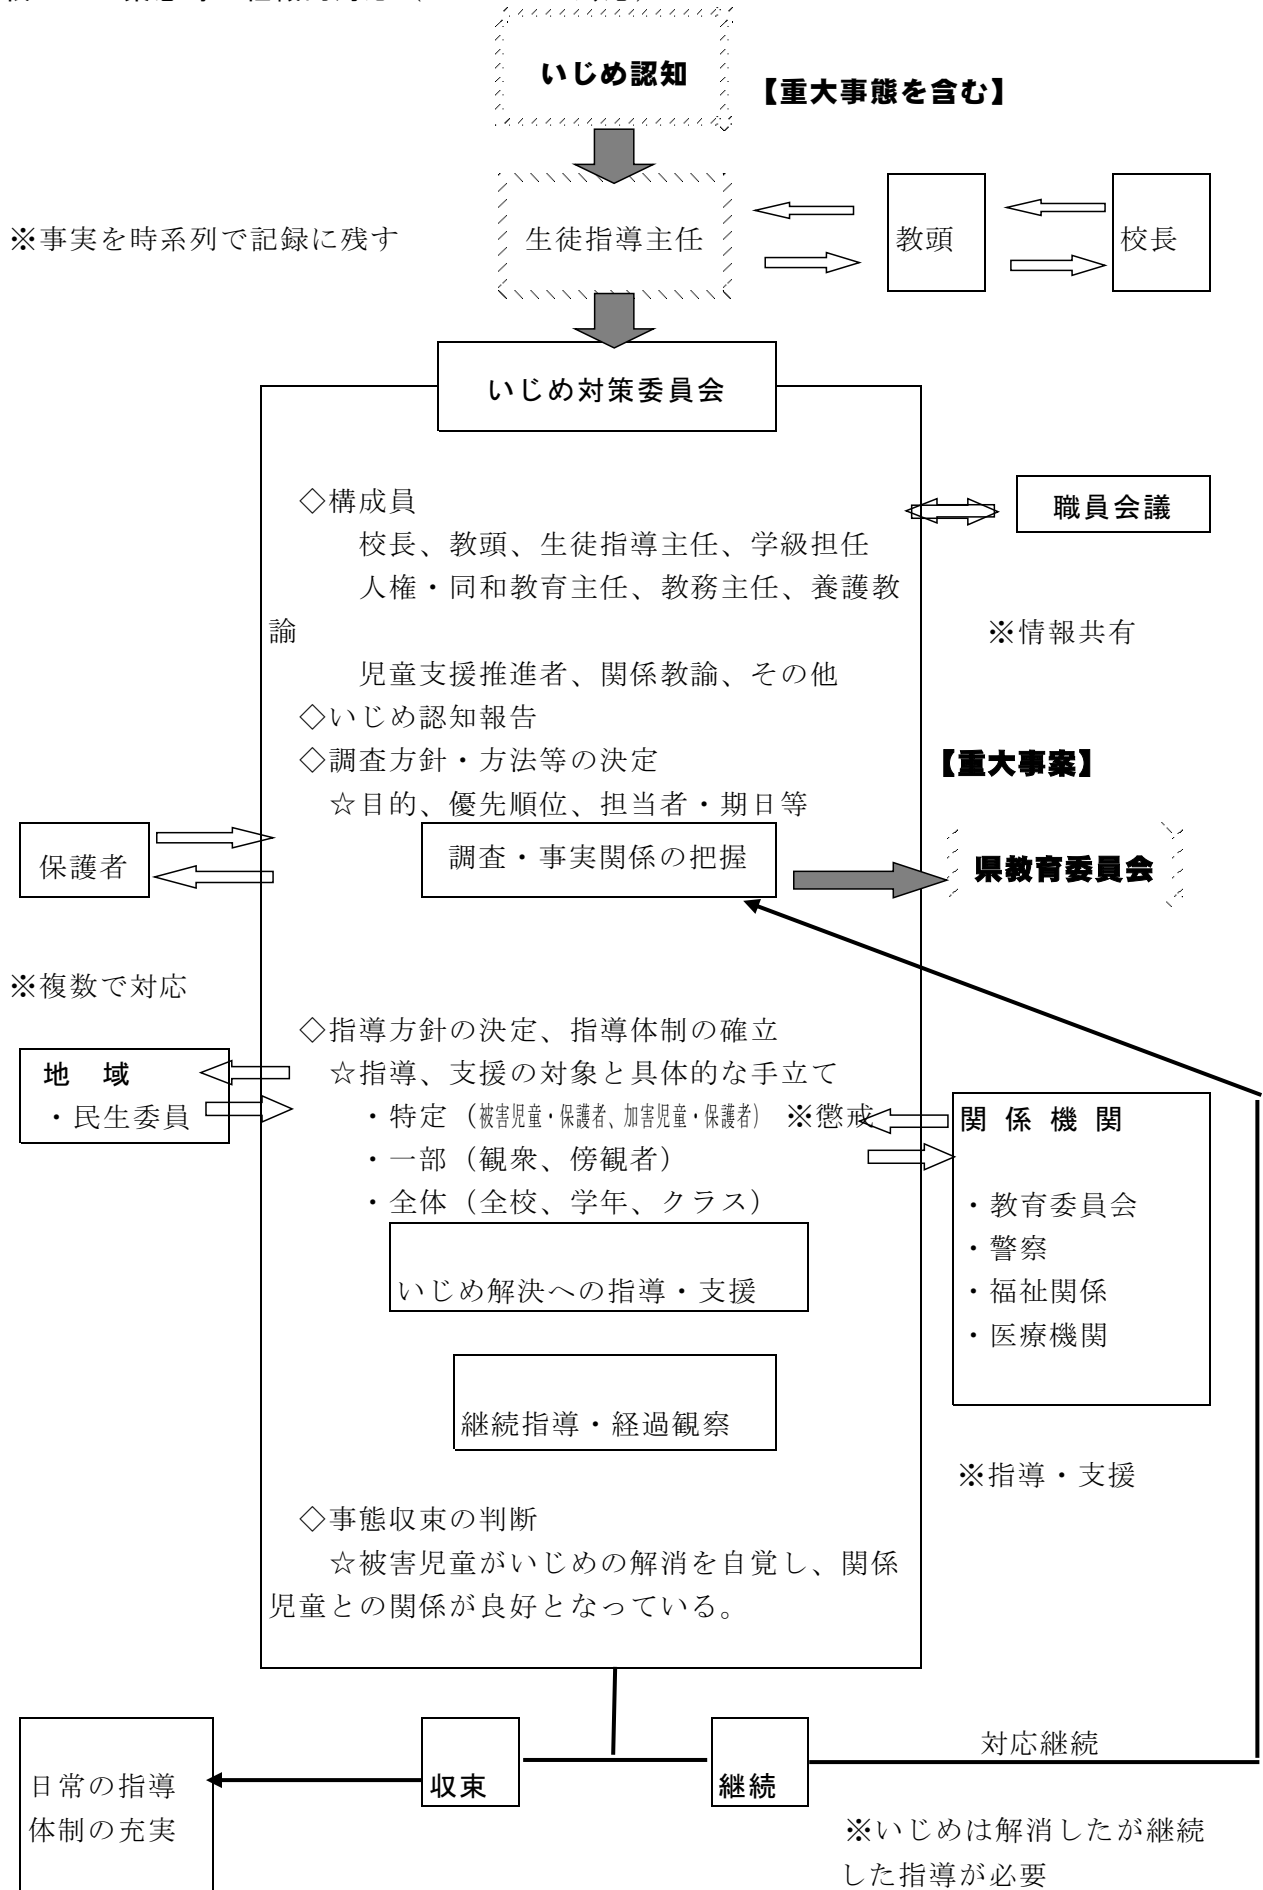 いじめ認知
【重大事態を含む】
※事実を時系列で記録に残す
生徒指導主任
教頭
校長
いじめ対策委員会
◇構成員
校長、教頭、生徒指導主任、学級担任
人権・同和教育主任、教務主任、養護教
諭
児童支援推進者、関係教諭、その他
職員会議
※情報共有
◇いじめ認知報告
◇調査方針・方法等の決定
☆目的、優先順位、担当者・期日等
【重大事案】
保護者
調査・事実関係の把握
県教育委員会
※複数で対応
◇指導方針の決定、指導体制の確立
☆指導、支援の対象と具体的な手立て
・特定（被害児童・保護者、加害児童・保護者） ※懲戒
・一部（観衆、傍観者）
・全体（全校、学年、クラス）
地　域
・民生委員
関 係 機 関
・教育委員会
・警察
・福祉関係
・医療機関
いじめ解決への指導・支援
継続指導・経過観察
※指導・支援
◇事態収束の判断
☆被害児童がいじめの解消を自覚し、関係
児童との関係が良好となっている。
日常の指導
体制の充実
収束
継続
対応継続
※いじめは解消したが継続
した指導が必要